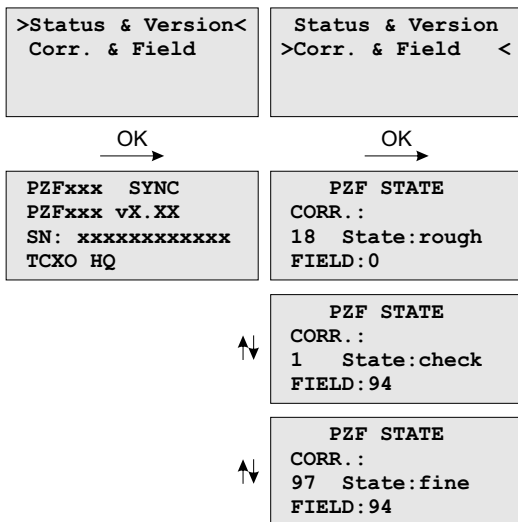 >Status & Version<
Corr. & Field
Status & Version
>Corr. & Field <
OK
OK
PZFxxx SYNC
PZFxxx vX.XX
SN: xxxxxxxxxxxx
TCXO HQ
PZF STATE
CORR.:
18 State:rough
FIELD:0
PZF STATE
CORR.:
1 State:check
FIELD:94
PZF STATE
CORR.:
97 State:fine
FIELD:94